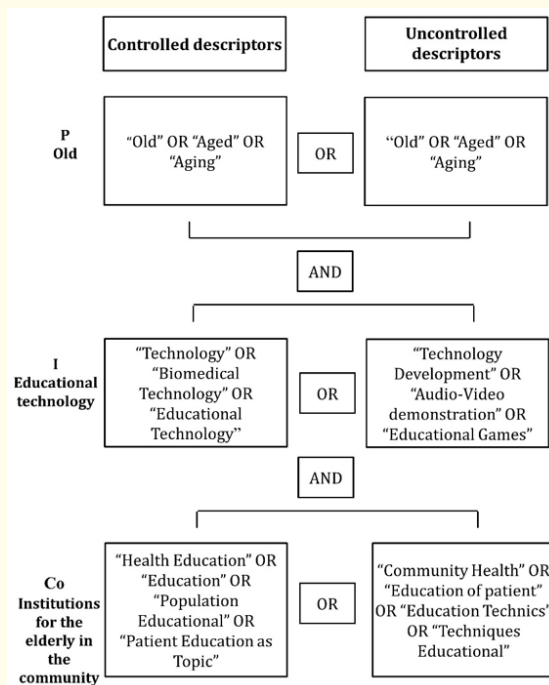 Controlled descriptors
Uncontrolled
descriptors
P
Old
“Old” OR “Aged” OR
“Aging”
OR
“Old” OR “Aged” OR
“Aging”
AND
I
Educational
technology
“Technology” OR
“Biomedical
Technology” OR
“Educational
Technology”
OR
“Technology
Development” OR
“Audio-Video
demonstration” OR
“Educational Games”
AND
Co
Institutions
for the
elderly in
the
community
“Health Education” OR
“Education” OR
“Population
Educational” OR
“Patient Education as
Topic”
OR
“Community Health” OR
“Education of patient”
OR “Education Technics”
OR “Techniques
Educational”